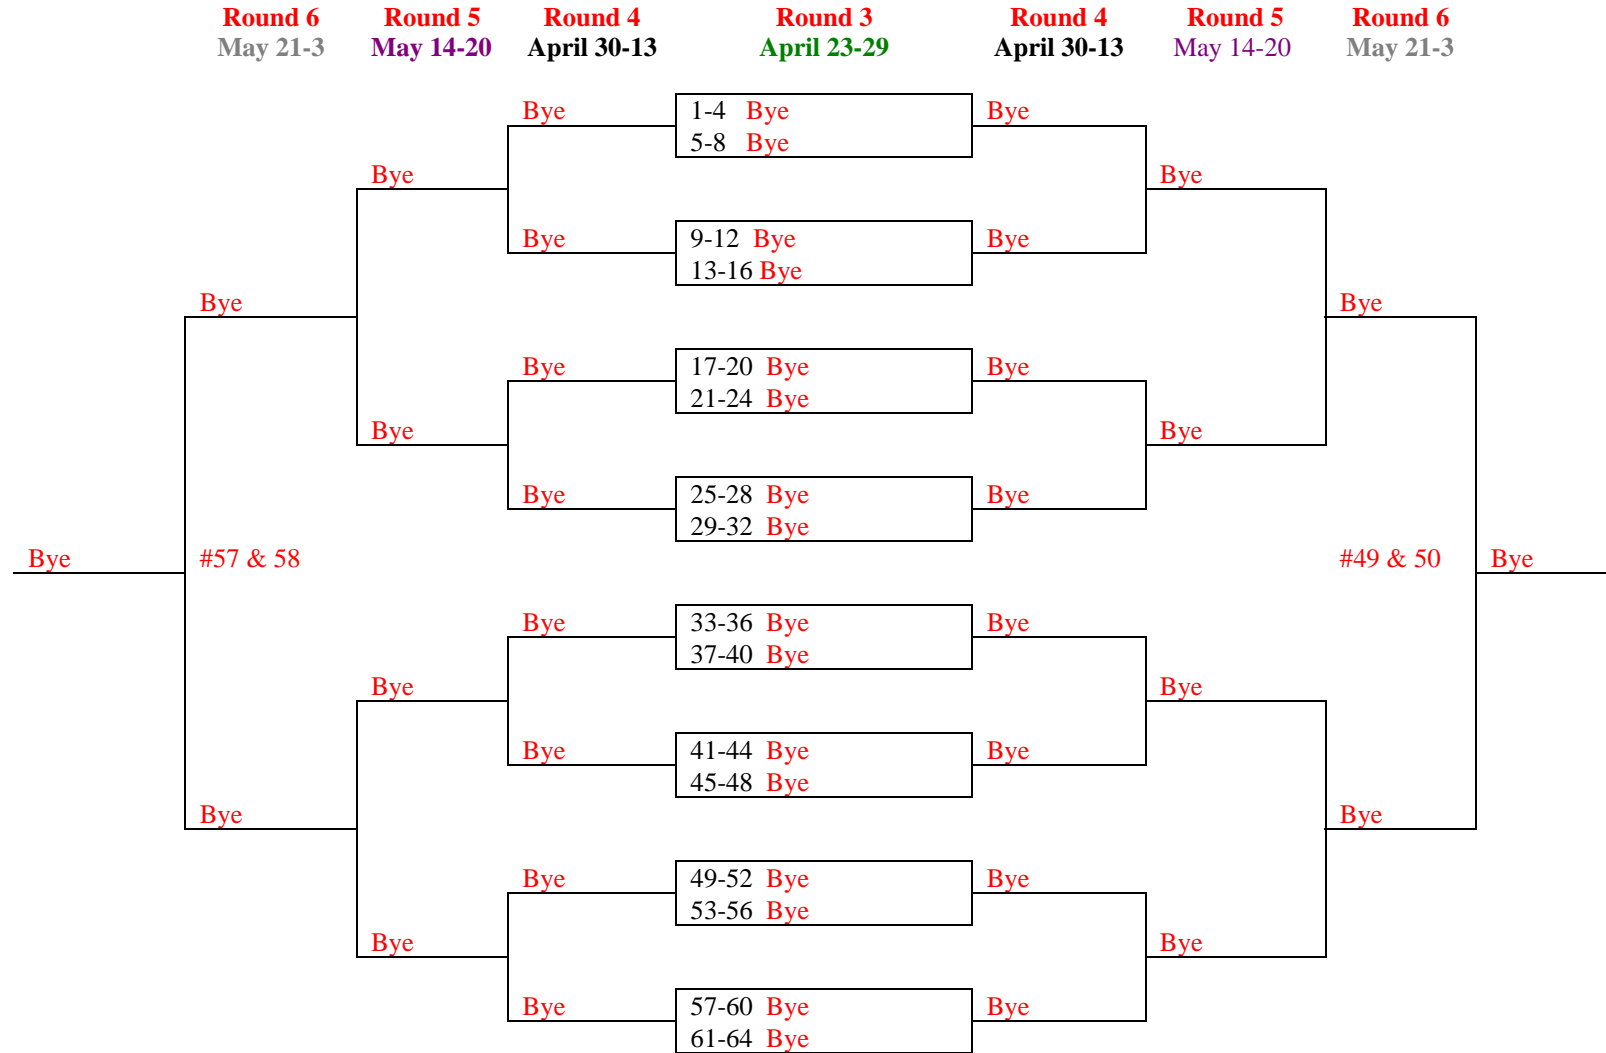 Round 6 Round 5 Round 4 Round 3 Round 4 Round 5 Round 6
May 21-3 May 14-20 April 30-13 April 23-29 April 30-13 May 14-20 May 21-3
Bye 1-4 Bye Bye
5-8 Bye
Bye Bye
Bye 9-12 Bye Bye
13-16 Bye
Bye Bye
Bye 17-20 Bye Bye
21-24 Bye
Bye Bye
Bye 25-28 Bye Bye
29-32 Bye
Bye #57 & 58 #49 & 50 Bye
Bye 33-36 Bye Bye
37-40 Bye
Bye Bye
Bye 41-44 Bye Bye
45-48 Bye
Bye Bye
Bye 49-52 Bye Bye
53-56 Bye
Bye Bye
Bye 57-60 Bye Bye
61-64 Bye